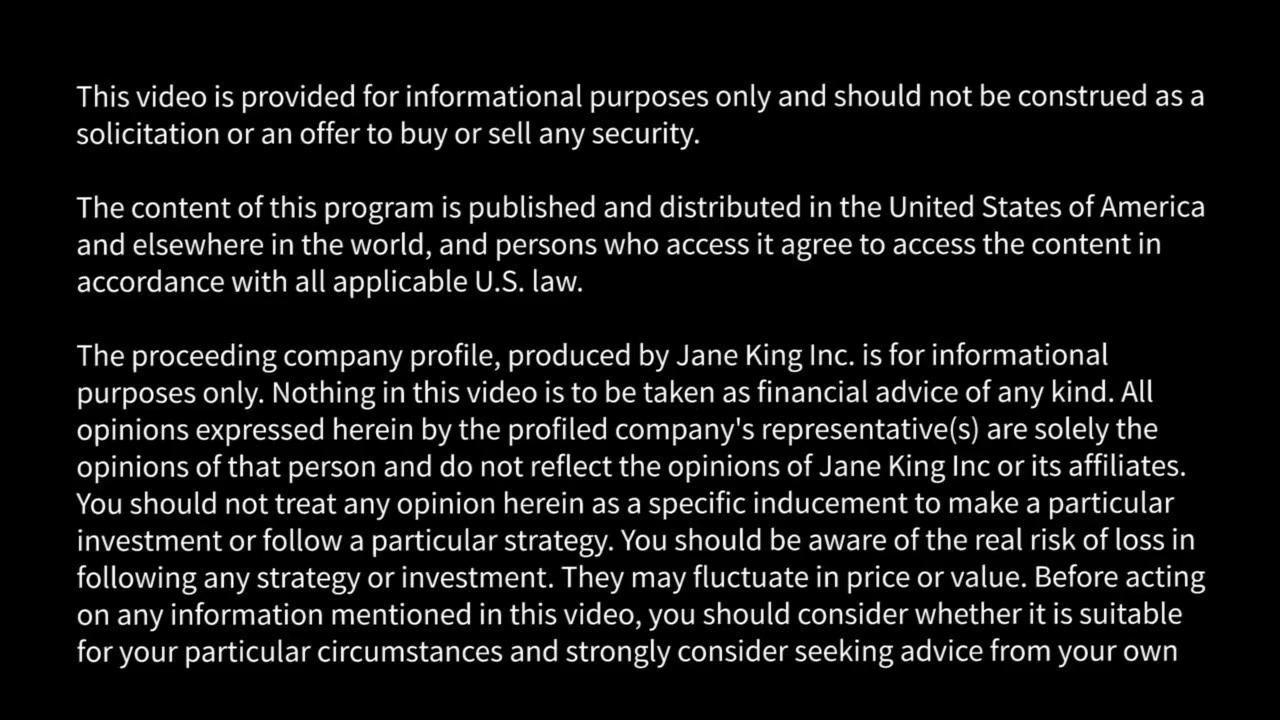 This video is provided for informational purposes only and should not be construed as a
solicitation or an offer to buy or sell any security.
The content of this program is published and distributed in the United States of America
and elsewhere in the world, and persons who access it agree to access the content in
accordance with all applicable U.S. law.
The proceeding company profile, produced by Jane King Inc. is for informational
purposes only. Nothing in this video is to be taken as financial advice of any kind. All
opinions expressed herein by the profiled company's representative(s) are solely the
opinions of that person and do not reflect the opinions of Jane King Inc or its affiliates.
You should not treat any opinion herein as a specific inducement to make a particular
investment or follow a particular strategy. You should be aware of the real risk of loss in
following any strategy or investment. They may fluctuate in price or value. Before acting
on any information mentioned in this video, you should consider whether it is suitable
for your particular circumstances and strongly consider seeking advice from your own